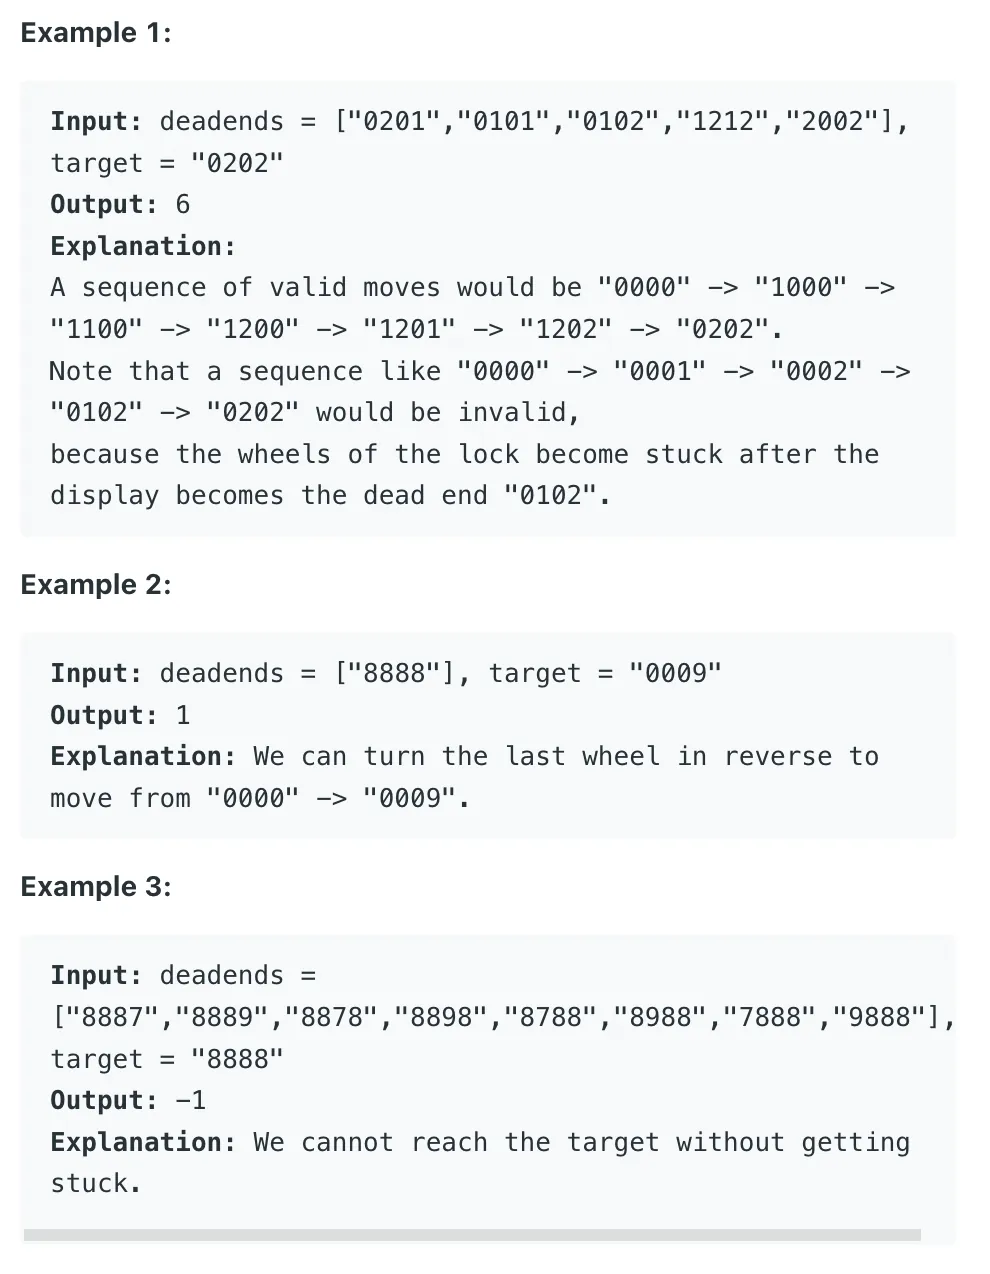 Example 1:
Input: deadends = ["0201","0101","0102","1212","2002"],
target = "0202"
Output: 6
Explanation:
A sequence of valid moves would be "0000" -> "1000" ->
"1100" -> "1200" -> "1201" -> "1202" -> "0202".
Note that a sequence like "0000" -> "0001" -> "0002" ->
"0102" -> "0202" would be invalid,
because the wheels of the lock become stuck after the
display becomes the dead end "0102".
Example 2:
Input: deadends = ["8888"], target = "0009"
Output: 1
Explanation: We can turn the last wheel in reverse to
move from "0000" -> "0009".
Example 3:
Input: deadends =
["8887","8889","8878","8898","8788","8988","7888","9888"],
target = "8888"
Output: -1
Explanation: We cannot reach the target without getting
stuck.